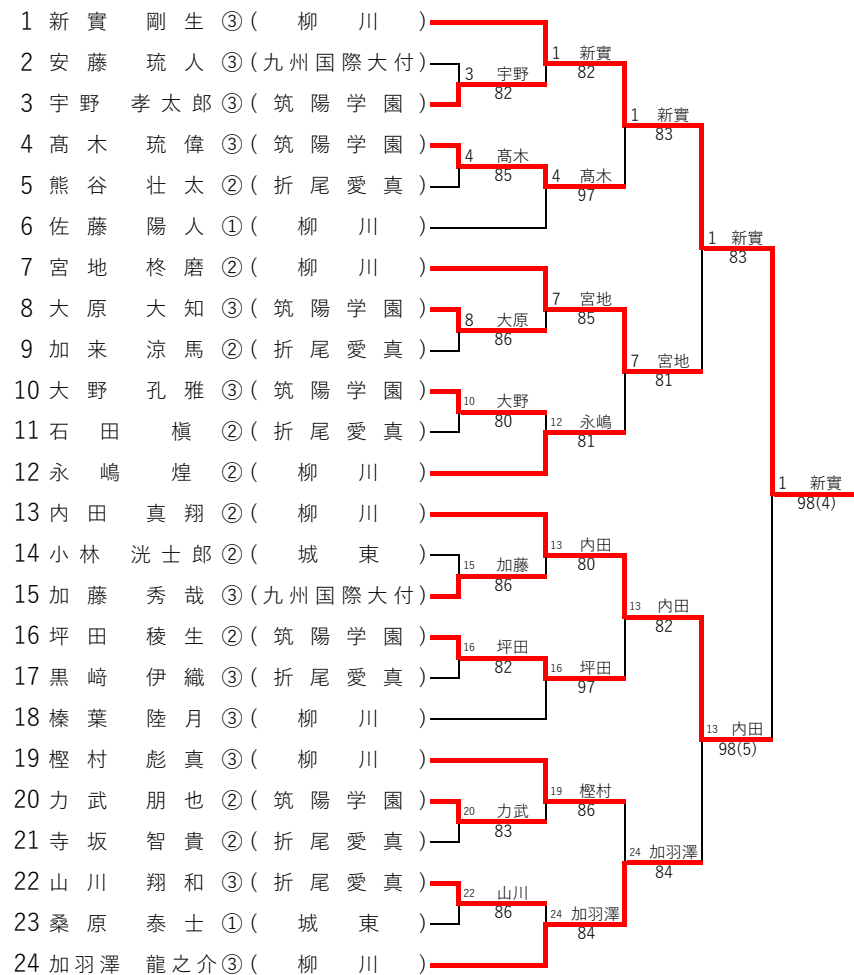 1 新實 剛生 ③ ( 柳川 )
2 安藤 琉人 ③ ( 九州国際大付 )
3 宇野 孝太郎 ③ ( 筑陽学園 )
4 髙木 琉偉 ③ ( 筑陽学園 )
5 熊谷 壮太 ② ( 折尾愛真 )
6 佐藤 陽人 ① ( 柳川 )
7 宮地 柊磨 ② ( 柳川 )
8 大原 大知 ③ ( 筑陽学園 )
9 加来 涼馬 ② ( 折尾愛真 )
10 大野 孔雅 ③ ( 筑陽学園 )
11 石田 槇 ② ( 折尾愛真 )
12 永嶋 煌 ② ( 柳川 )
13 内田 真翔 ② ( 柳川 )
14 小林 洸士郎 ② ( 城東 )
15 加藤 秀哉 ③ ( 九州国際大付 )
16 坪田 稜生 ② ( 筑陽学園 )
17 黒﨑 伊織 ③ ( 折尾愛真 )
18 榛葉 陸月 ③ ( 柳川 )
19 樫村 彪真 ③ ( 柳川 )
20 力武 朋也 ② ( 筑陽学園 )
21 寺坂 智貴 ② ( 折尾愛真 )
22 山川 翔和 ③ ( 折尾愛真 )
23 桑原 泰士 ① ( 城東 )
24 加羽澤 龍之介 ③ ( 柳川 )
3 宇野
82
4 髙木
85
8 大原
86
10 大野
80
15 加藤
86
16 坪田
82
20 力武
83
22 山川
86
1 新實
82
4 髙木
97
7 宮地
85
12 永嶋
81
13 内田
80
16 坪田
97
19 樫村
86
24 加羽澤
84
1 新實
83
7 宮地
81
13 内田
82
24 加羽澤
84
1 新實
83
13 内田
98(5)
1 新實
98(4)